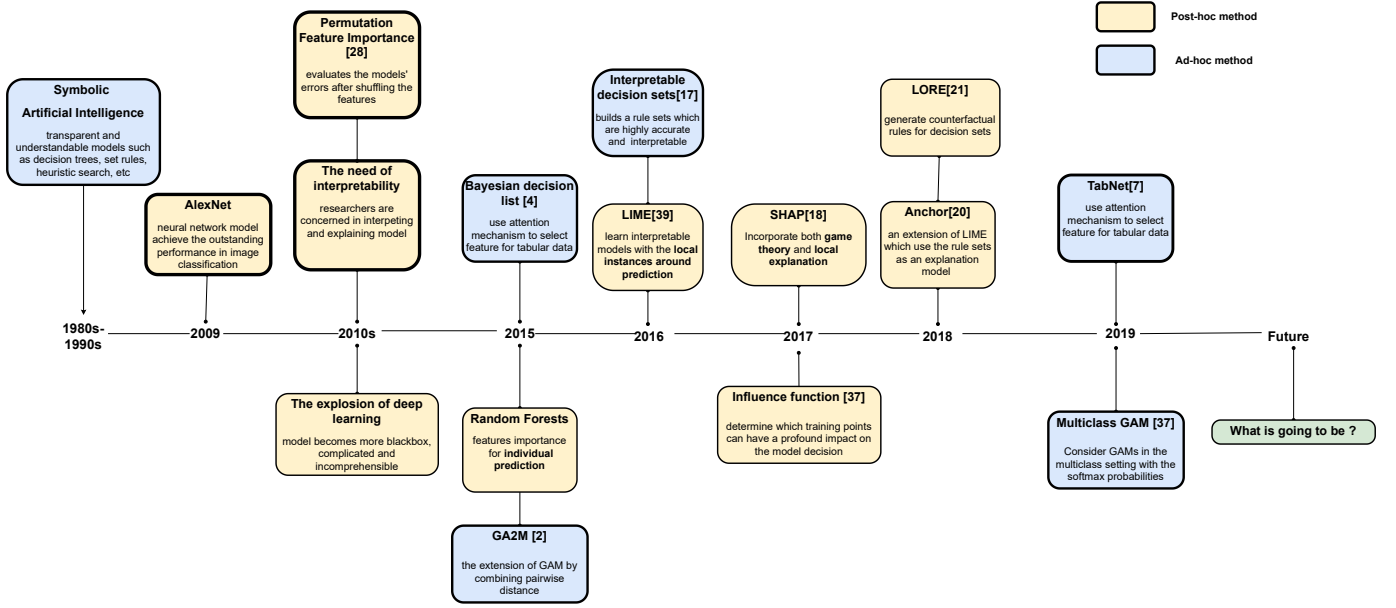 Post-hoc method
Ad-hoc method
Symbolic
Artificial Intelligence
transparent and
understandable models such
as decision trees, set rules,
heuristic search, etc
AlexNet
neural network model
achieve the outstanding
performance in image
classification
Permutation
Feature Importance
[28]
evaluates the models'
errors after shuffling the
features
The need of
interpretability
researchers are
concerned in interpeting
and explaining model
Bayesian decision
list [4]
use attention
mechanism to select
feature for tabular data
Interpretable
decision sets[17]
builds a rule sets which
are highly accurate
and interpretable
LIME[39]
learn interpretable
models with the local
instances around
prediction
SHAP[18]
Incorporate both game
theory and local
explanation
LORE[21]
generate counterfactual
rules for decision sets
Anchor[20]
an extension of LIME
which use the rule sets
as an explanation
model
TabNet[7]
use attention
mechanism to select
feature for tabular data
1980s-
1990s
2009
2010s
2015
2016
2017
2018
2019
Future
The explosion of deep
learning
model becomes more blackbox,
complicated and
incomprehensible
Random Forests
features importance
for individual
prediction
GA2M [2]
the extension of GAM by
combining pairwise
distance
Influence function [37]
determine which training points
can have a profound impact on
the model decision
Multiclass GAM [37]
Consider GAMs in the
multiclass setting with the
softmax probabilities
What is going to be ?